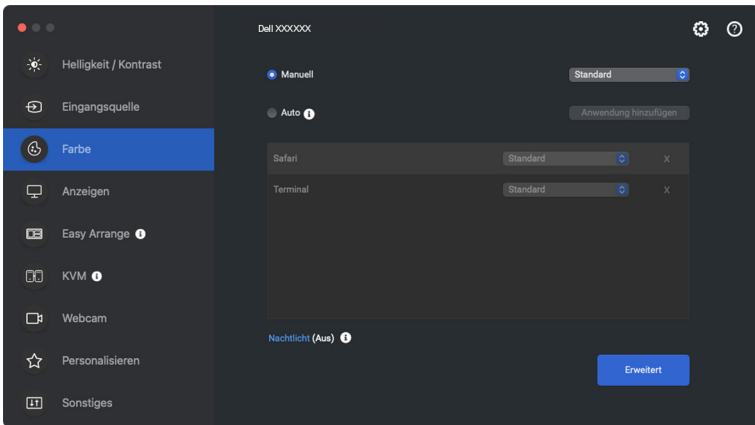 Dell XXXXXX
Helligkeit / Kontrast
Eingangsquelle
Farbe
Anzeigen
Easy Arrange
KVM
Webcam
Personalisieren
Sonstiges
Manuell
Standard
Auto
Anwendung hinzufügen
Safari Standard X
Terminal Standard X
Nachtlicht (Aus)
Erweitert